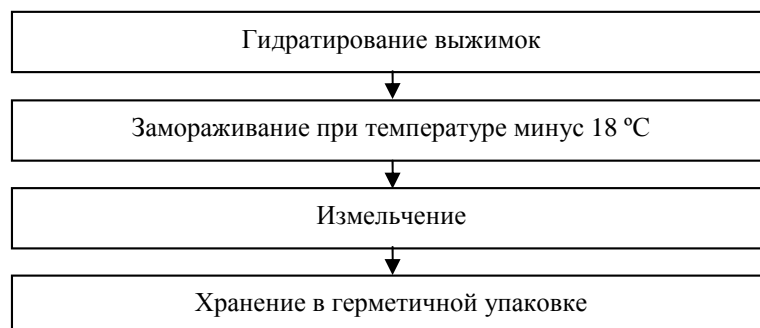 Гидратирование выжимок
Замораживание при температуре минус 18 ºС
Измельчение
Хранение в герметичной упаковке